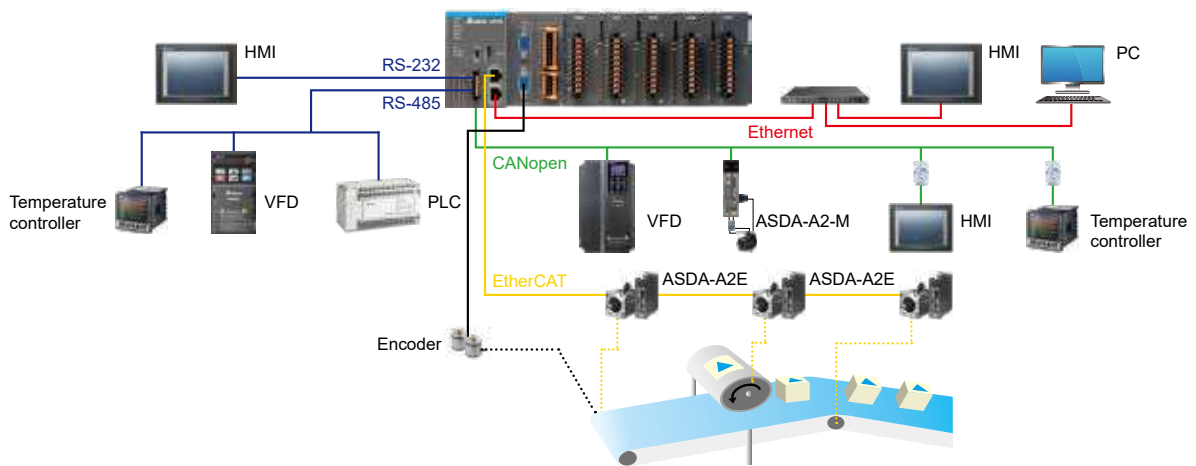 HMI
RS-232
RS-485
HMI
PC
Ethernet
CANopen
Temperature
controller
VFD
PLC
VFD
ASDA-A2-M
HMI
Temperature
controller
EtherCAT
ASDA-A2E
ASDA-A2E
Encoder